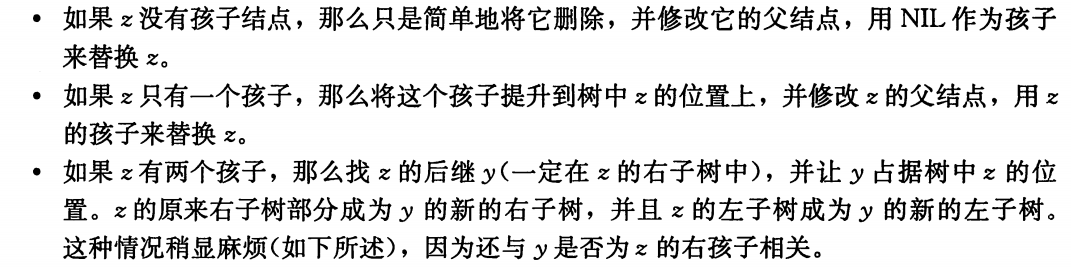 • 如果 z 没有孩子结点，那么只是简单地将它删除，并修改它的父结点，用 NIL 作为孩子
来替换 z。
• 如果 z 只有一个孩子，那么将这个孩子提升到树中 z 的位置上，并修改 z 的父结点，用 z
的孩子来替换 z。
• 如果 z 有两个孩子，那么找 z 的后继 y（一定在 z 的右子树中），并让 y 占据树中 z 的位
置。z 的原来右子树部分成为 y 的新的右子树，并且 z 的左子树成为 y 的新的左子树。
这种情况稍显麻烦（如下所述），因为还与 y 是否为 z 的右孩子相关。